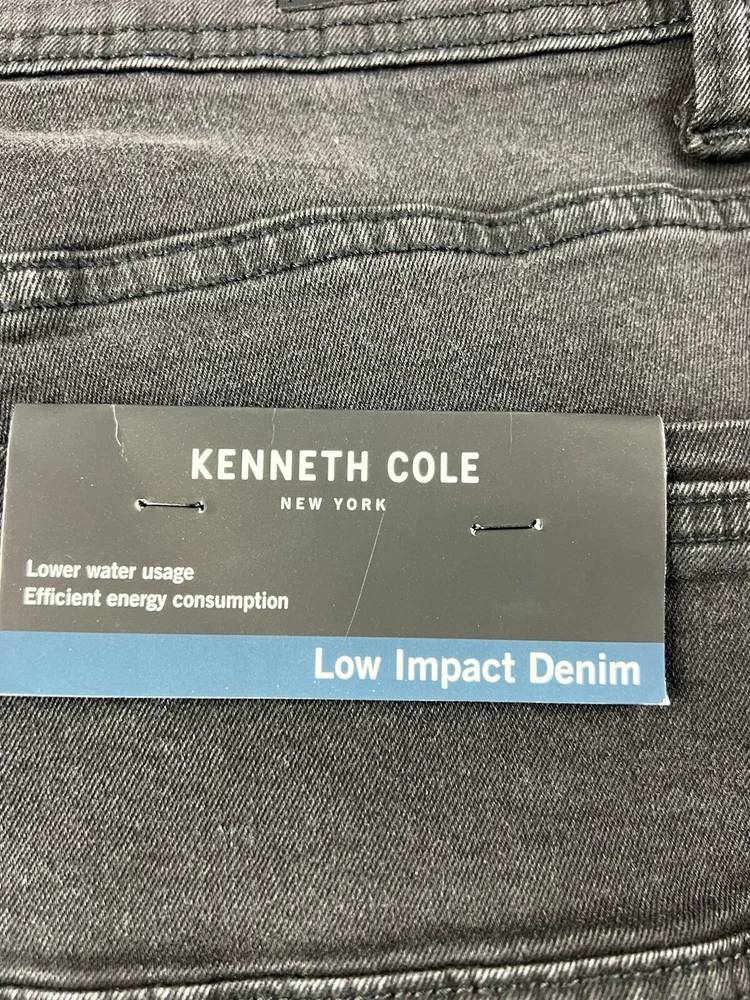 KENNETH COLE
NEW YORK
Lower water usage
Efficient energy consumption
Low Impact Denim